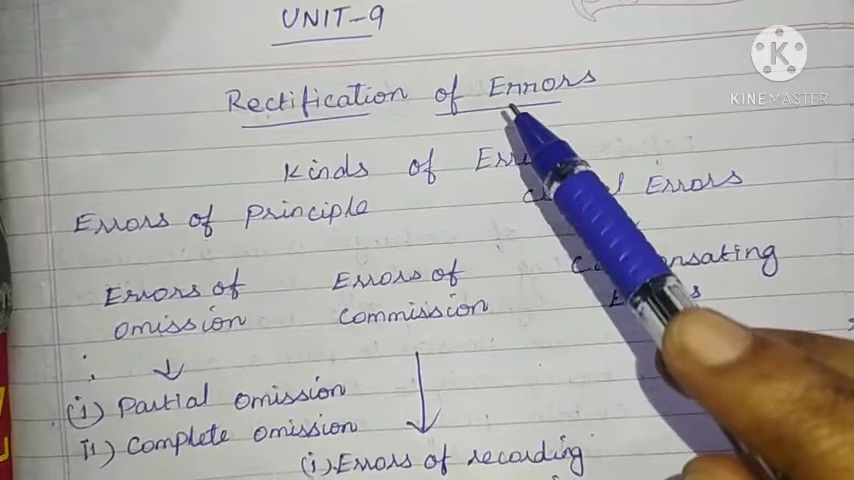 UNIT-9
Rectification of Errors
Kinds of
Errors of principle
Errors
Errors of
omission
Errors of
commission
(i) Partial omission
ii) Complete omission
(i) Errors of recording
K
KINEMASTER